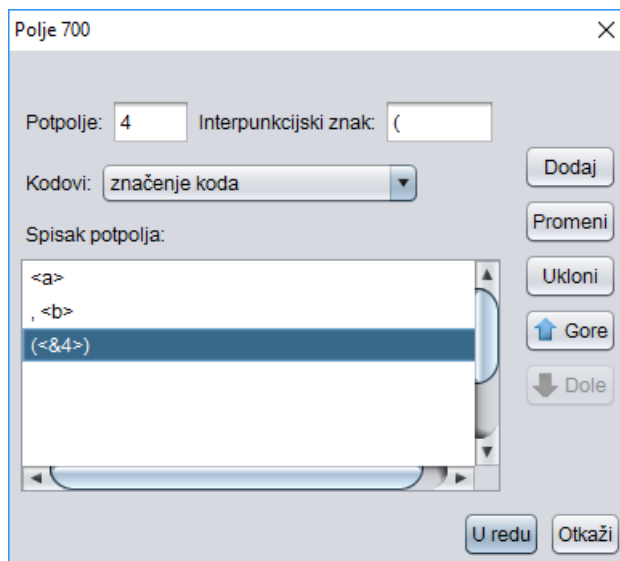 Polje 700
Potpolje: 4 Interpunkcijski znak: (
Kodovi: značenje koda
Spisak potpolja:
<a>
, <b>
(<&4>)
Dodaj
Promeni
Ukloni
Gore
Dole
U redu Otkaži